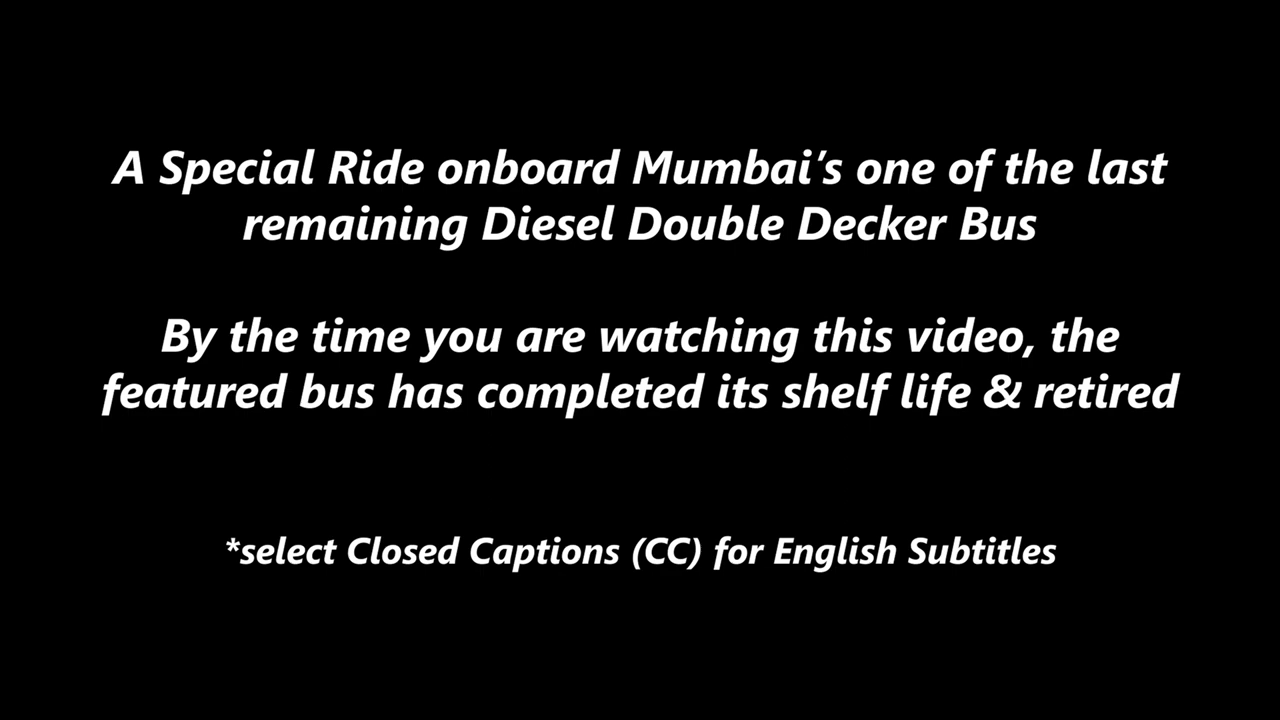 A Special Ride onboard Mumbai’s one of the last
remaining Diesel Double Decker Bus
By the time you are watching this video, the
featured bus has completed its shelf life & retired
*select Closed Captions (CC) for English Subtitles